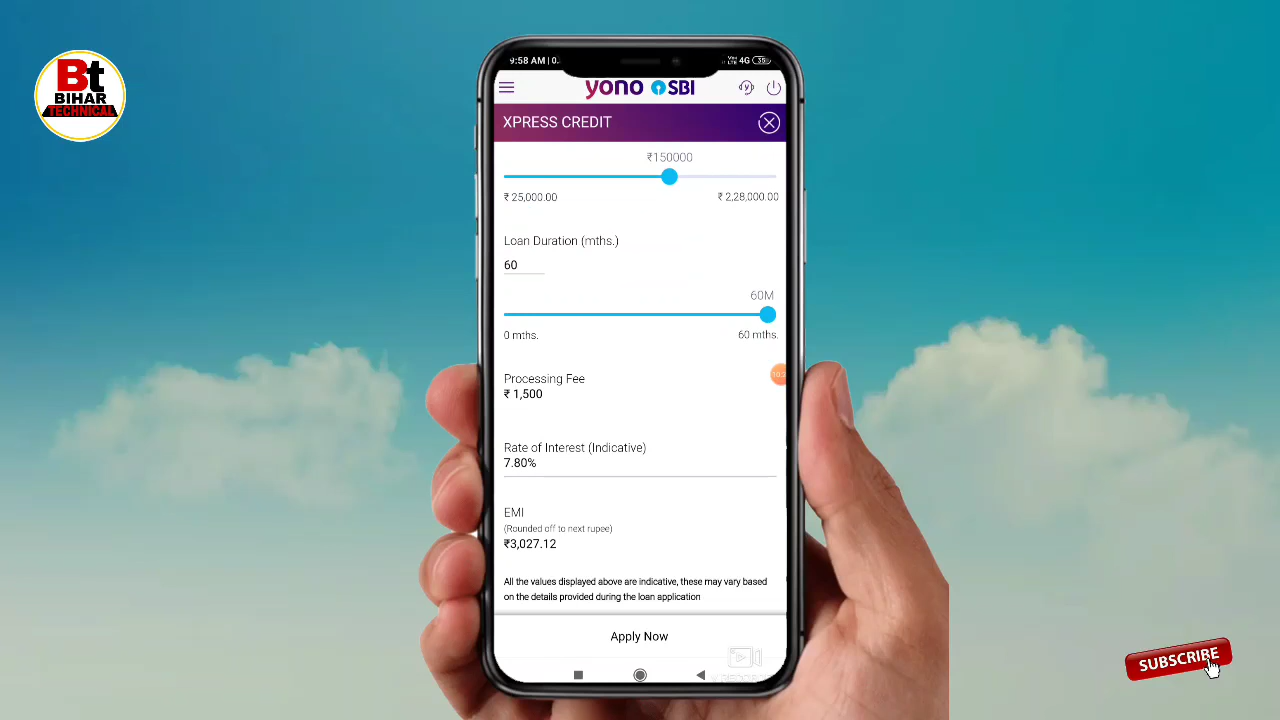 Bt
BIHAR
TECHNICAL
9:58 AM | 0.
4G 35
yono SBI
XPRESS CREDIT
₹150000
₹ 25,000.00
₹ 2,28,000.00
Loan Duration (mths.)
60
60M
0 mths.
60 mths.
Processing Fee
₹ 1,500
Rate of Interest (Indicative)
7.80%
EMI
(Rounded off to next rupee)
₹3,027.12
All the values displayed above are indicative, these may vary based
on the details provided during the loan application
Apply Now
SUBSCRIBE